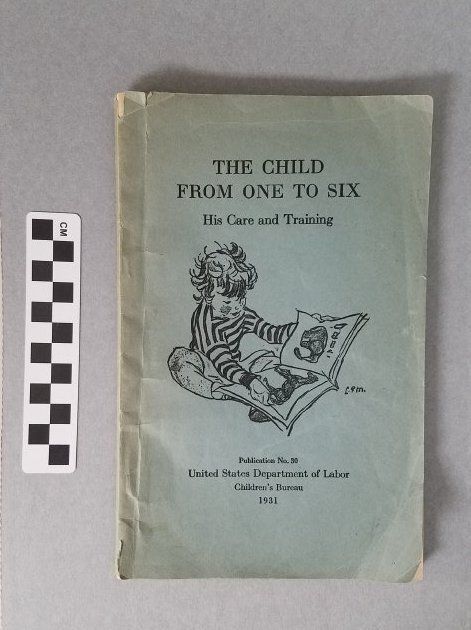 CM
THE CHILD
FROM ONE TO SIX
His Care and Training
Publication No. 30
United States Department of Labor
Children's Bureau
1931